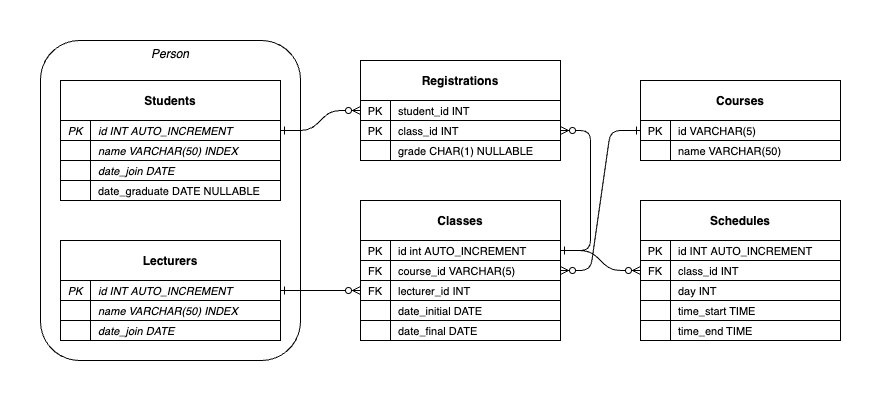 Person
Students
PK id INT AUTO_INCREMENT
name VARCHAR(50) INDEX
date_join DATE
date_graduate DATE NULLABLE
Lecturers
PK id INT AUTO_INCREMENT
name VARCHAR(50) INDEX
date_join DATE
Registrations
PK student_id INT
PK class_id INT
grade CHAR(1) NULLABLE
Classes
PK id int AUTO_INCREMENT
FK course_id VARCHAR(5)
FK lecturer_id INT
date_initial DATE
date_final DATE
Courses
PK id VARCHAR(5)
name VARCHAR(50)
Schedules
PK id INT AUTO_INCREMENT
FK class_id INT
day INT
time_start TIME
time_end TIME